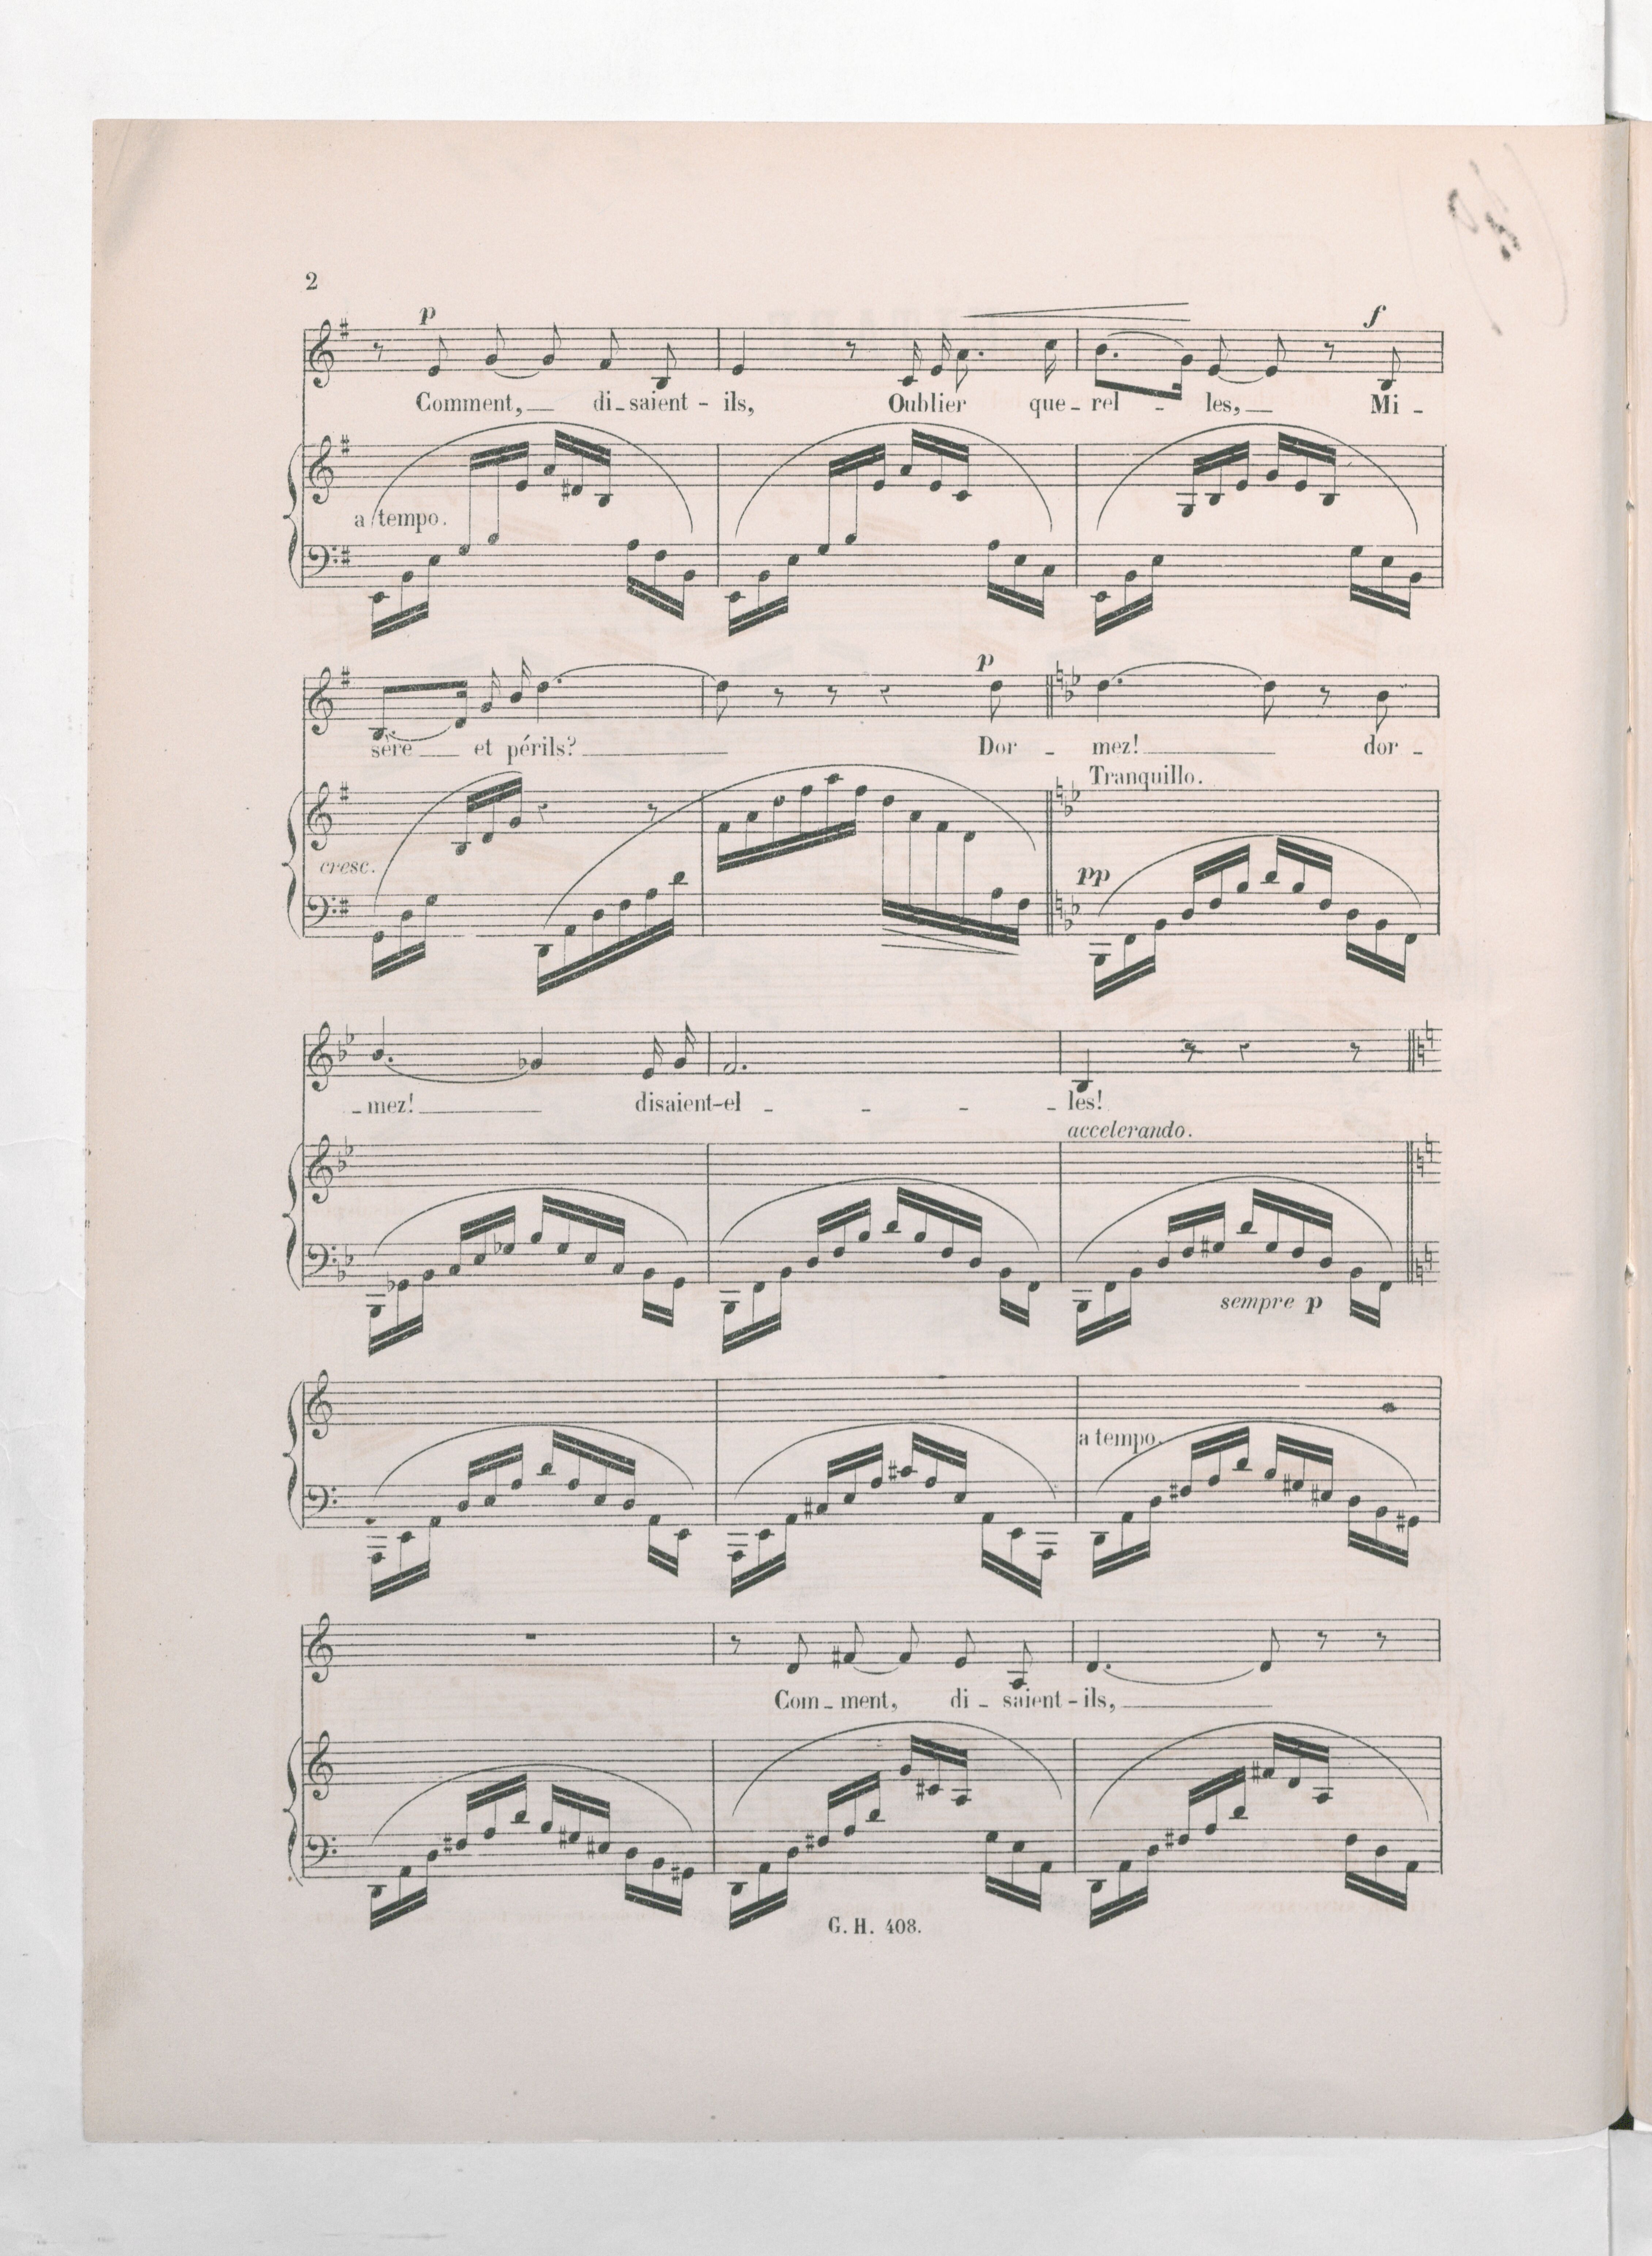 2
p f
Comment, di-saient-ils, Oublier que-rel-les, Mi-
a tempo.
p
sère et périls? Dor-mez! dor-
Tranquillo.
cresc. pp
-mez! disaient-el-les!
accelerando.
sempre p
a tempo.
Com-ment, di-saient-ils,
G. H. 408.